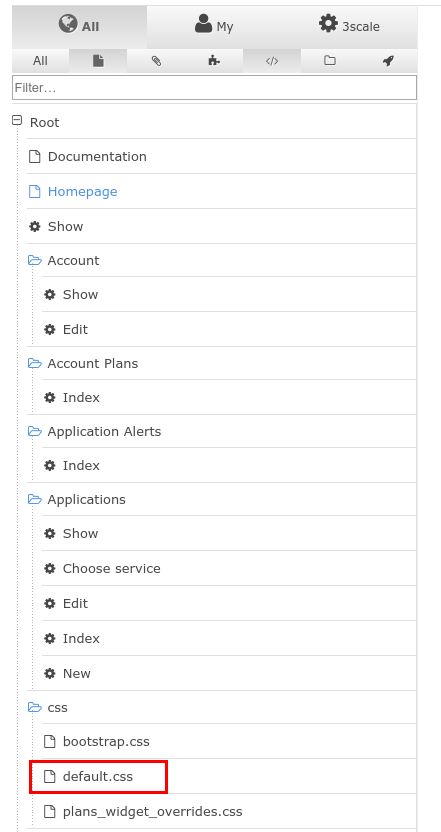 All My 3scale
All </>
Filter...
Root
Documentation
Homepage
Show
Account
Show
Edit
Account Plans
Index
Application Alerts
Index
Applications
Show
Choose service
Edit
Index
New
css
bootstrap.css
default.css
plans_widget_overrides.css